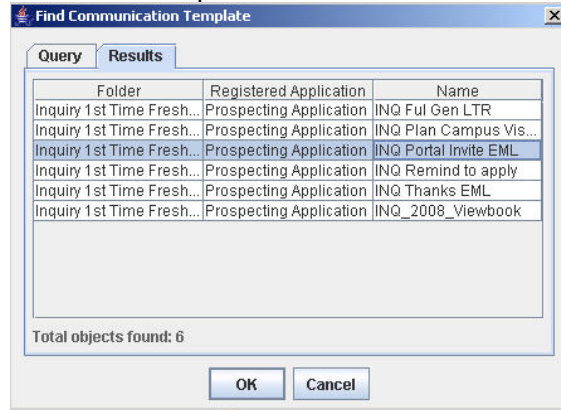 Find Communication Template
Query Results
Folder Registered Application Name
Inquiry 1st Time Fresh... Prospecting Application INQ Ful Gen LTR
Inquiry 1st Time Fresh... Prospecting Application INQ Plan Campus Vis...
Inquiry 1st Time Fresh... Prospecting Application INQ Portal Invite EML
Inquiry 1st Time Fresh... Prospecting Application INQ Remind to apply
Inquiry 1st Time Fresh... Prospecting Application INQ Thanks EML
Inquiry 1st Time Fresh... Prospecting Application INQ_2008_Viewbook
Total objects found: 6
OK Cancel